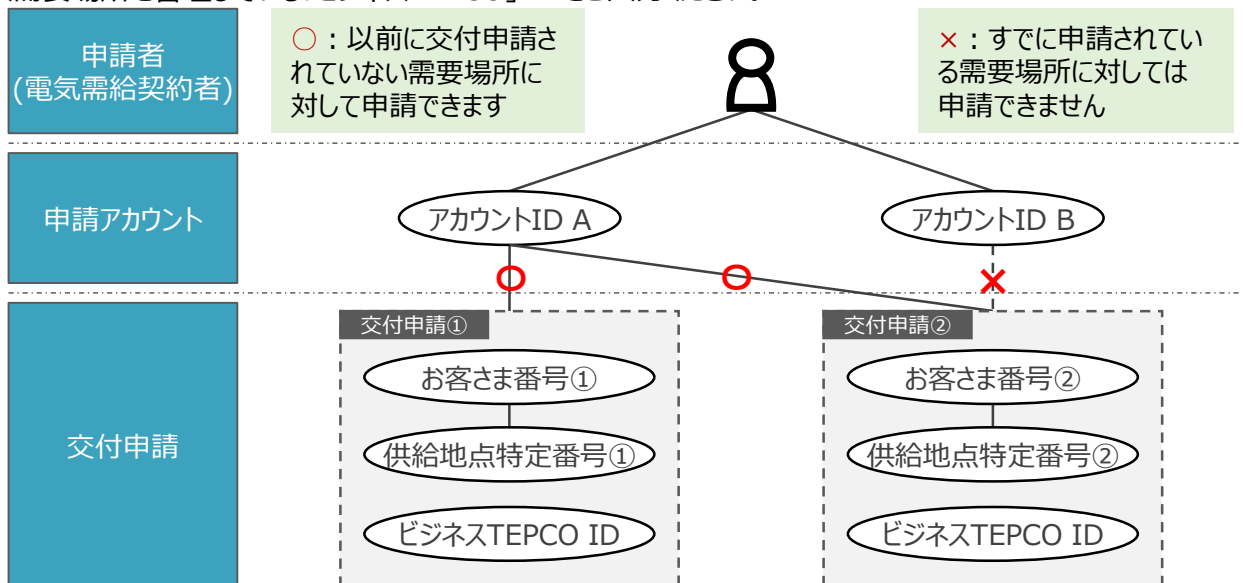 申請者
(電気需給契約者)
○：以前に交付申請さ
れていない需要場所に
対して申請できます
×：すでに申請されてい
る需要場所に対しては
申請できません
申請アカウント
アカウントID A
アカウントID B
交付申請
交付申請①
お客さま番号①
供給地点特定番号①
ビジネスTEPCO ID
交付申請②
お客さま番号②
供給地点特定番号②
ビジネスTEPCO ID